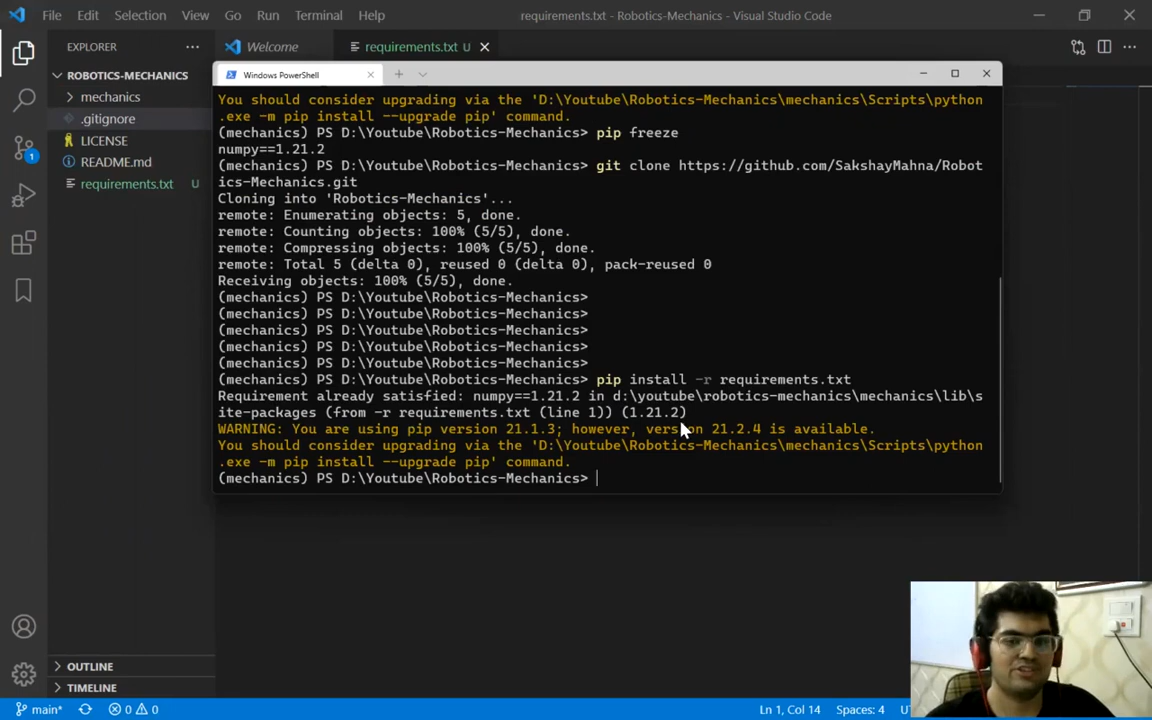 File Edit Selection View Go Run Terminal Help
requirements.txt - Robotics-Mechanics - Visual Studio Code
EXPLORER
Welcome
requirements.txt U
ROBOTICS-MECHANICS
mechanics
.gitignore
LICENSE
README.md
requirements.txt U
1
Windows PowerShell
You should consider upgrading via the 'D:\Youtube\Robotics-Mechanics\mechanics\Scripts\python
.exe -m pip install --upgrade pip' command.
(mechanics) PS D:\Youtube\Robotics-Mechanics> pip freeze
numpy==1.21.2
(mechanics) PS D:\Youtube\Robotics-Mechanics> git clone https://github.com/SakshayMahna/Robot
ics-Mechanics.git
Cloning into 'Robotics-Mechanics'...
remote: Enumerating objects: 5, done.
remote: Counting objects: 100% (5/5), done.
remote: Compressing objects: 100% (5/5), done.
remote: Total 5 (delta 0), reused 0 (delta 0), pack-reused 0
Receiving objects: 100% (5/5), done.
(mechanics) PS D:\Youtube\Robotics-Mechanics>
(mechanics) PS D:\Youtube\Robotics-Mechanics>
(mechanics) PS D:\Youtube\Robotics-Mechanics>
(mechanics) PS D:\Youtube\Robotics-Mechanics>
(mechanics) PS D:\Youtube\Robotics-Mechanics>
(mechanics) PS D:\Youtube\Robotics-Mechanics> pip install -r requirements.txt
Requirement already satisfied: numpy==1.21.2 in d:\youtube\robotics-mechanics\mechanics\lib\s
ite-packages (from -r requirements.txt (line 1)) (1.21.2)
WARNING: You are using pip version 21.1.3; however, version 21.2.4 is available.
You should consider upgrading via the 'D:\Youtube\Robotics-Mechanics\mechanics\Scripts\python
.exe -m pip install --upgrade pip' command.
(mechanics) PS D:\Youtube\Robotics-Mechanics>
OUTLINE
TIMELINE
main* 0 0 Ln 1, Col 14 Spaces: 4